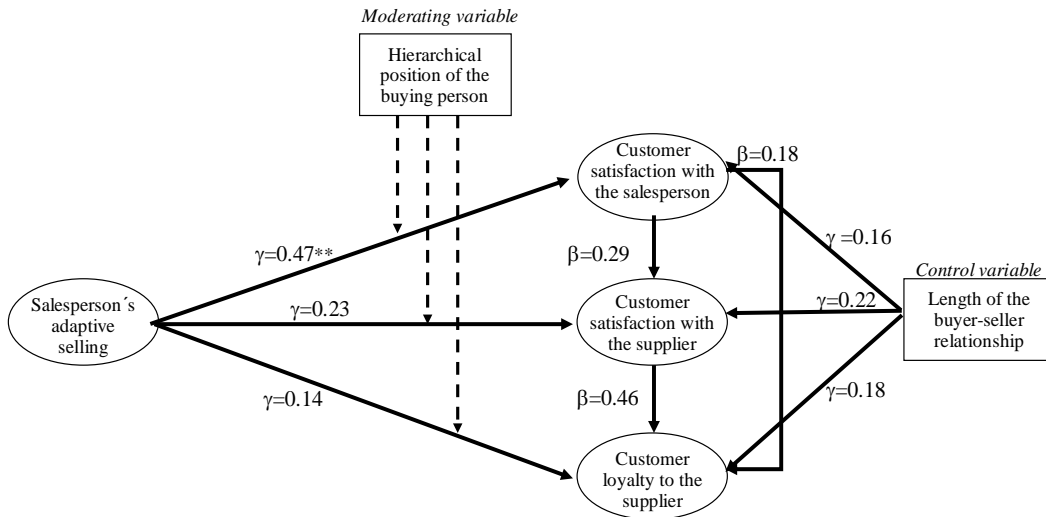 Moderating variable
Hierarchical
position of the
buying person
Customer
satisfaction with
the salesperson
β=0.18
γ=0.47**
β=0.29
γ =0.16
Control variable
Salesperson´s
adaptive
selling
γ=0.23
Customer
satisfaction with
the supplier
γ=0.22
Length of the
buyer-seller
relationship
γ=0.14
β=0.46
γ=0.18
Customer
loyalty to the
supplier